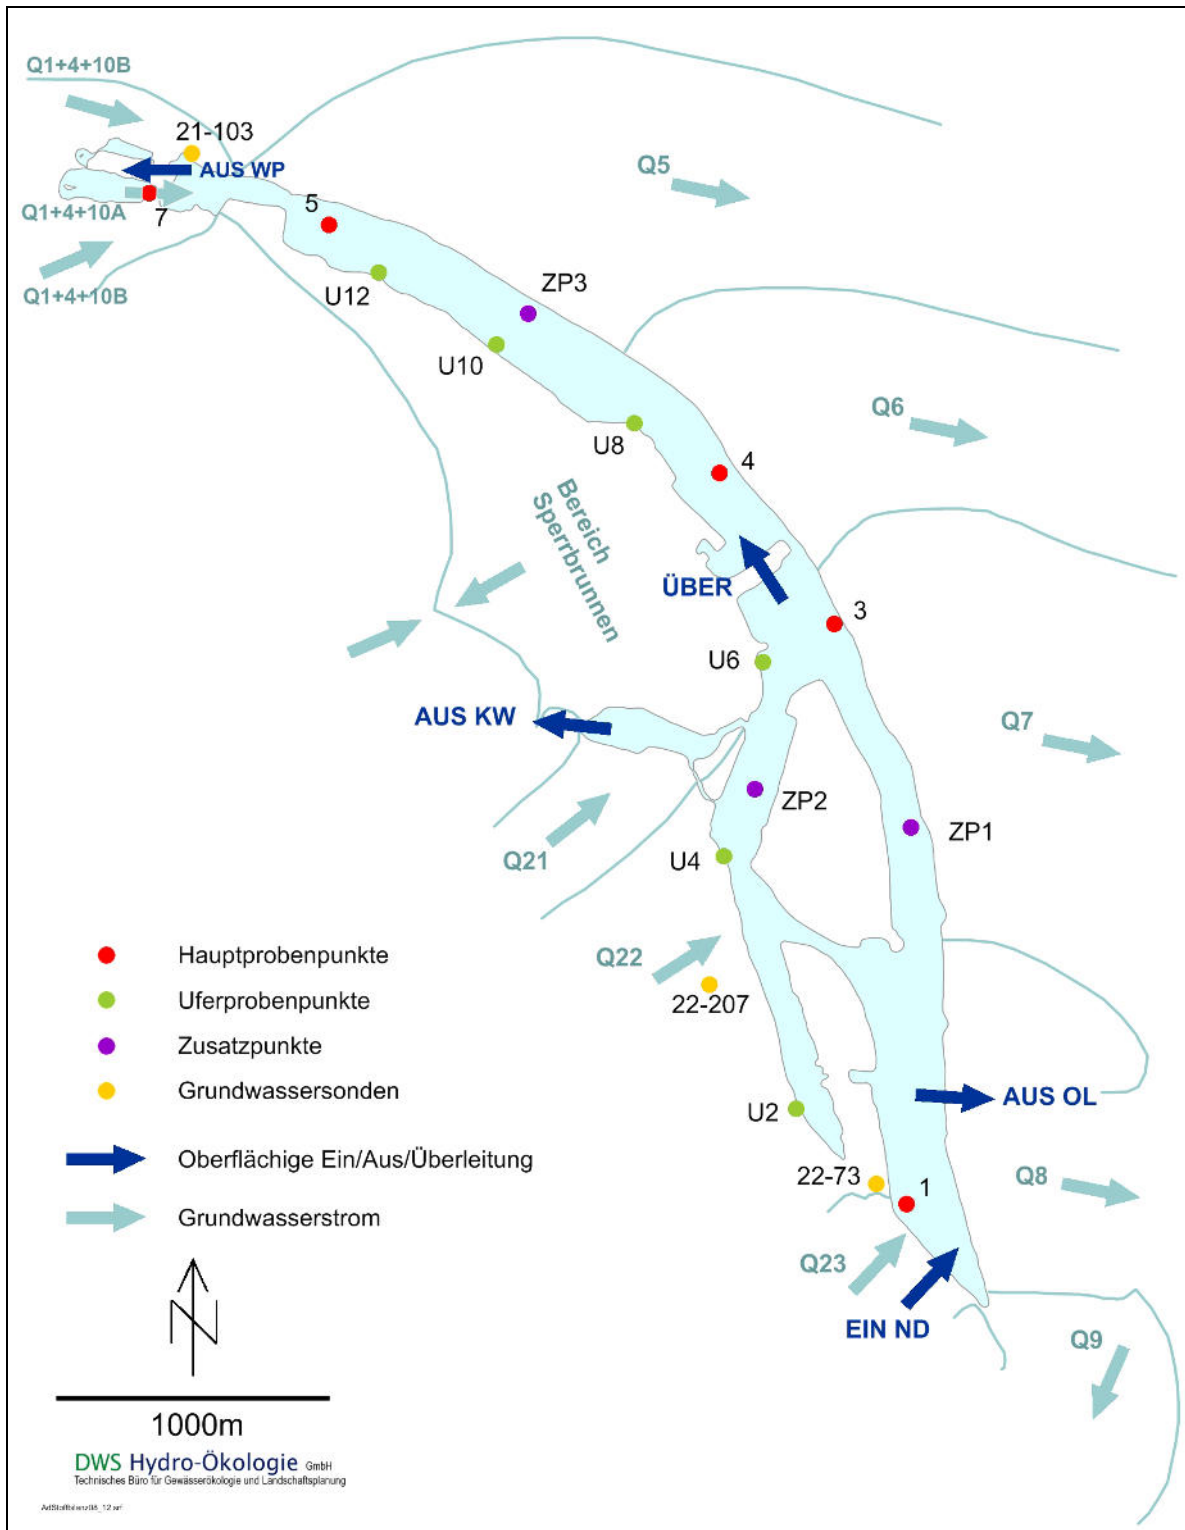 Q1+4+10B
21-103
AUS WP
Q5
5
Q1+4+10A
7
Q1+4+10B
U12
ZP3
U10
Q6
U8
4
Bereich
Sperrbrunnen
ÜBER
3
U6
AUS KW
Q7
ZP2
ZP1
Q21
U4
Hauptprobenpunkte
Q22
Uferprobenpunkte
22-207
Zusatzpunkte
Grundwassersonden
AUS OL
U2
Oberflächige Ein/Aus/Überleitung
22-73
1
Q8
Grundwasserstrom
Q23
EIN ND
Q9
N
1000m
DWS Hydro-Ökologie GmbH
Technisches Büro für Gewässerökologie und Landschaftsplanung